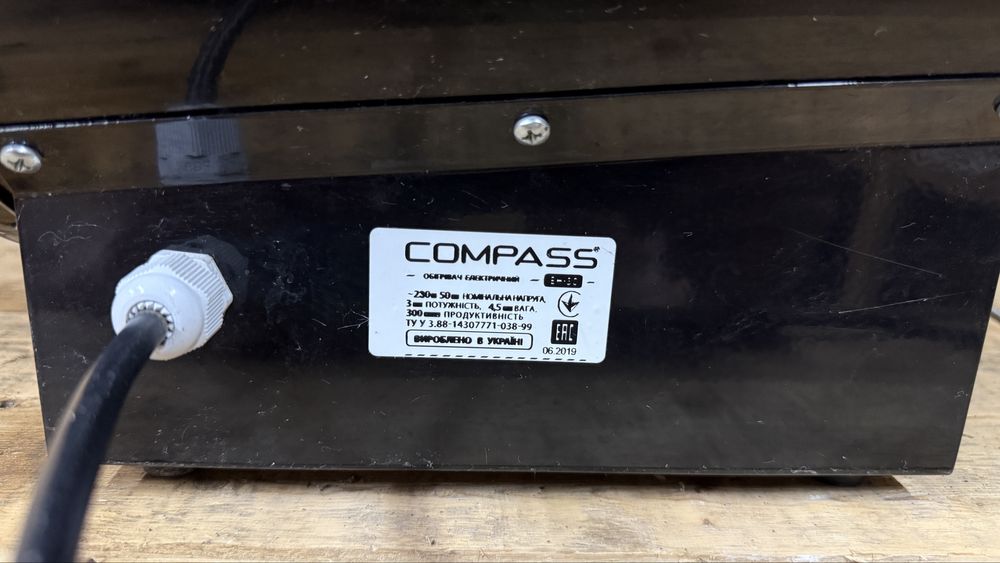 COMPASS
ОБІГРІВАЧ ЕЛЕКТРИЧНИЙ
~230 50 НОМІНАЛЬНА НАПРУГА,
3 ПОТУЖНІСТЬ, 4,5 ВАГА,
300 ПРОДУКТИВНІСТЬ
ТУ У 3.88-14307771-038-99
ВИРОБЛЕНО В УКРАЇНІ
EAC
06.2019